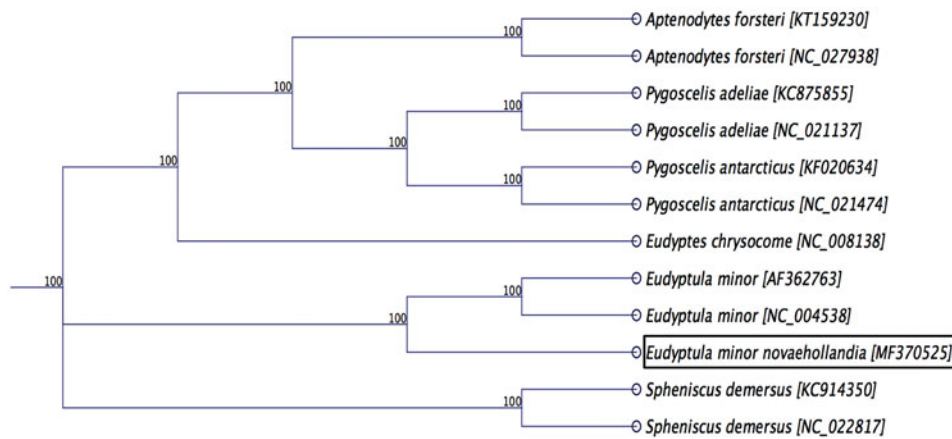 Aptenodytes forsteri [KT159230]
100
Aptenodytes forsteri [NC_027938]
100
Pygoscelis adeliae [KC875855]
100
Pygoscelis adeliae [NC_021137]
100
100
Pygoscelis antarcticus [KF020634]
100
Pygoscelis antarcticus [NC_021474]
Eudyptes chrysocome [NC_008138]
Eudyptula minor [AF362763]
100
100
Eudyptula minor [NC_004538]
100
Eudyptula minor novaehollandia [MF370525]
Spheniscus demersus [KC914350]
100
Spheniscus demersus [NC_022817]